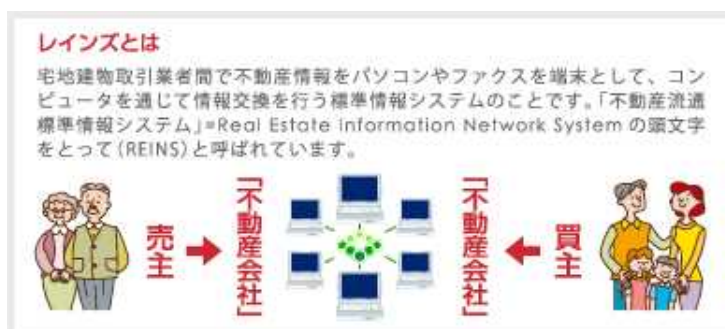 レインズとは
宅地建物取引業者間で不動産情報をパソコンやファクスを端末として、コン
ピュータを通じて情報交換を行う標準情報システムのことです。「不動産流通
標準情報システム」=Real Estate Information Network System の頭文字
をとって(REINS)と呼ばれています。
売主
「不動産会社」
「不動産会社」
買主